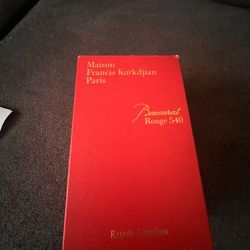 Maison
Francis Kurkdjian
Paris
Baccarat
Rouge 540